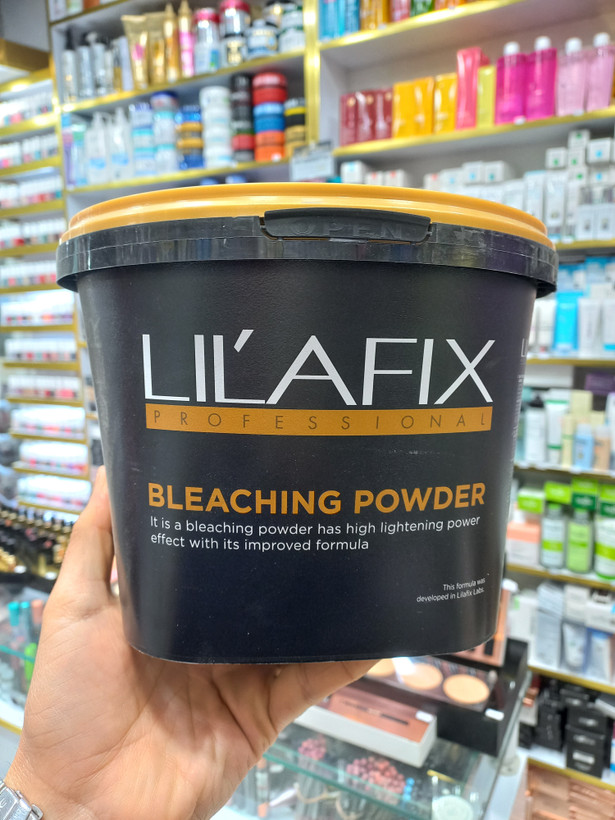 OPEN
LIL'AFIX
PROFESSIONAL
BLEACHING POWDER
It is a bleaching powder has high lightening power
effect with its improved formula
This formula was
developed in Lilafix Labs.